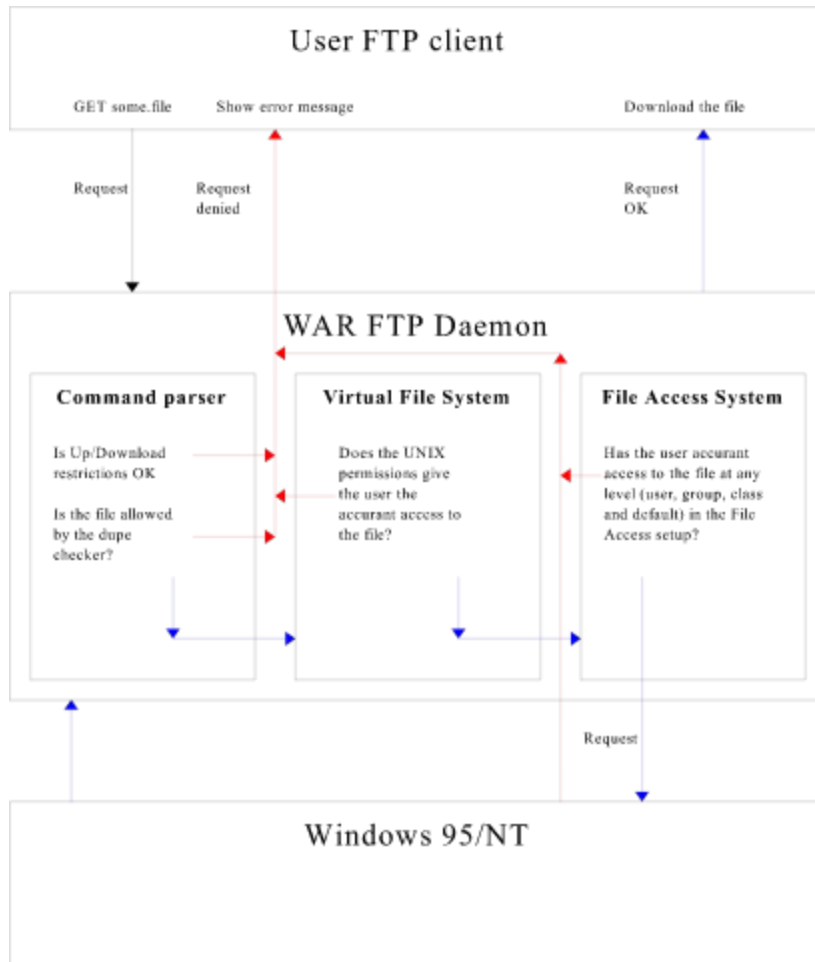 User FTP client
GET some.file
Show error message
Download the file
Request
Request
denied
Request
OK
WAR FTP Daemon
Command parser
Is Up/Download
restrictions OK
Is the file allowed
by the dupe
checker?
Virtual File System
Does the UNIX
permissions give
the user the
accurant access to
the file?
File Access System
Has the user accurant
access to the file at any
level (user, group, class
and default) in the File
Access setup?
Request
Windows 95/NT